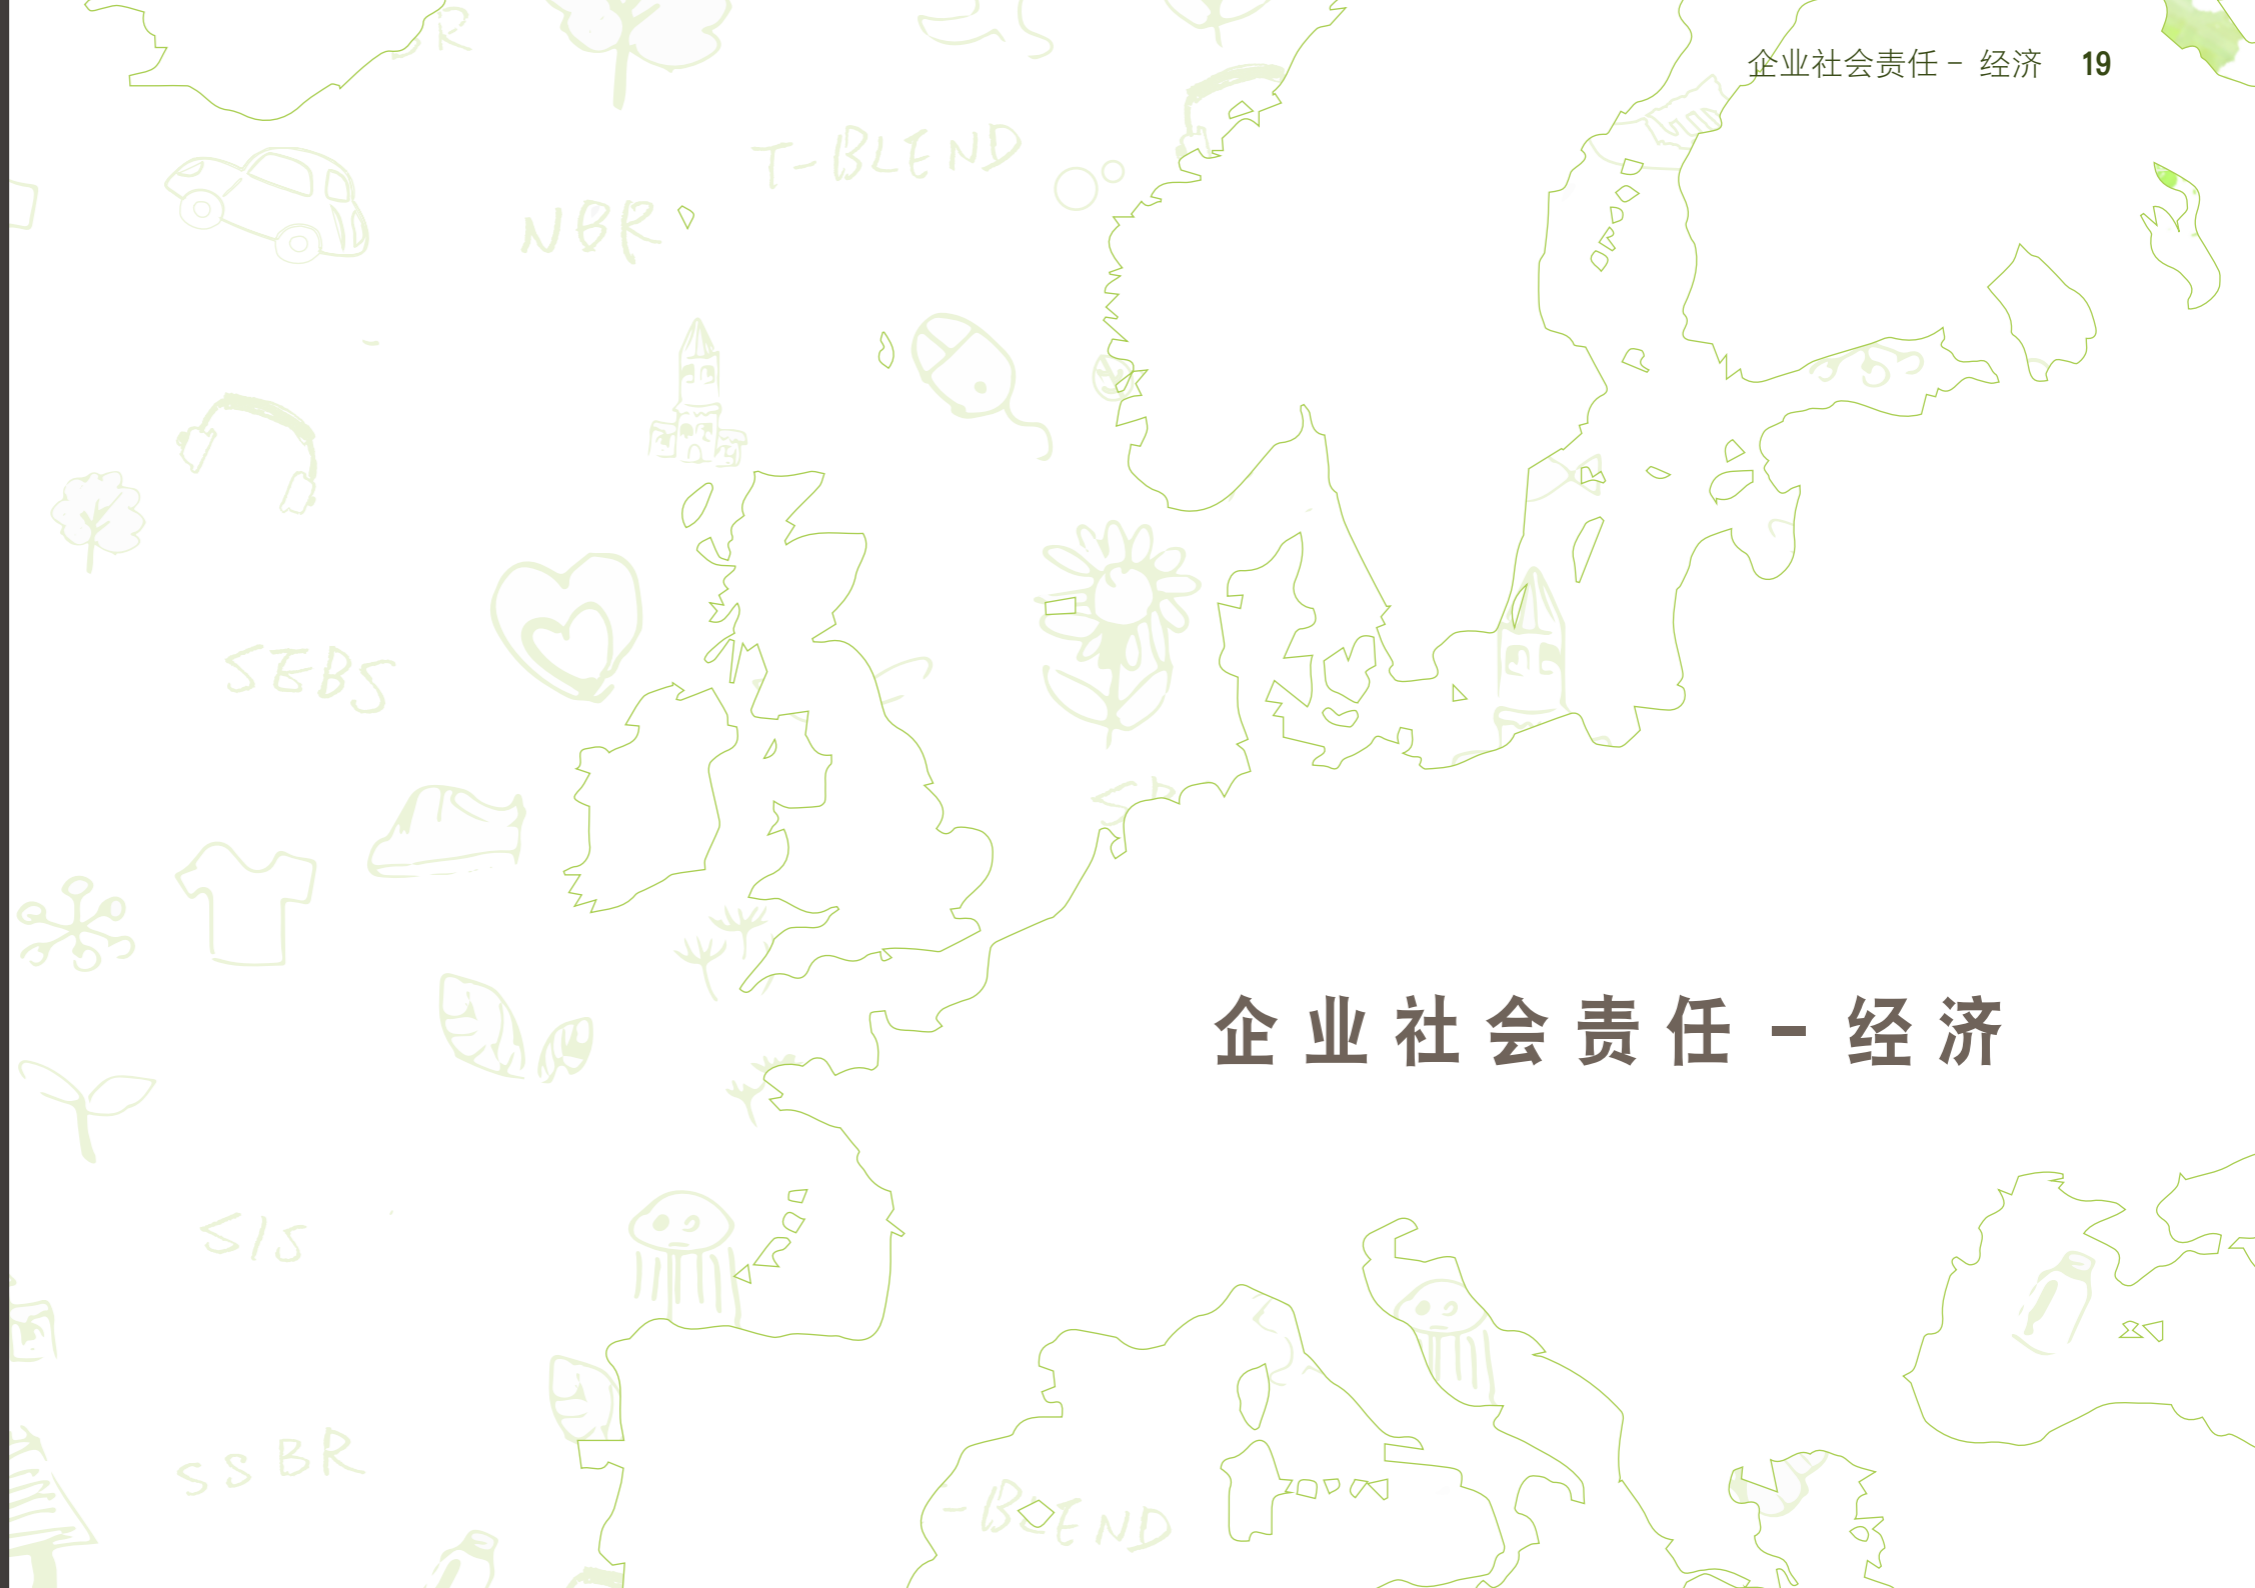 企业社会责任 – 经济 19
T-BLEND
NBR
SEBS
企业社会责任 – 经济
SIS
SSBR
-BLEND